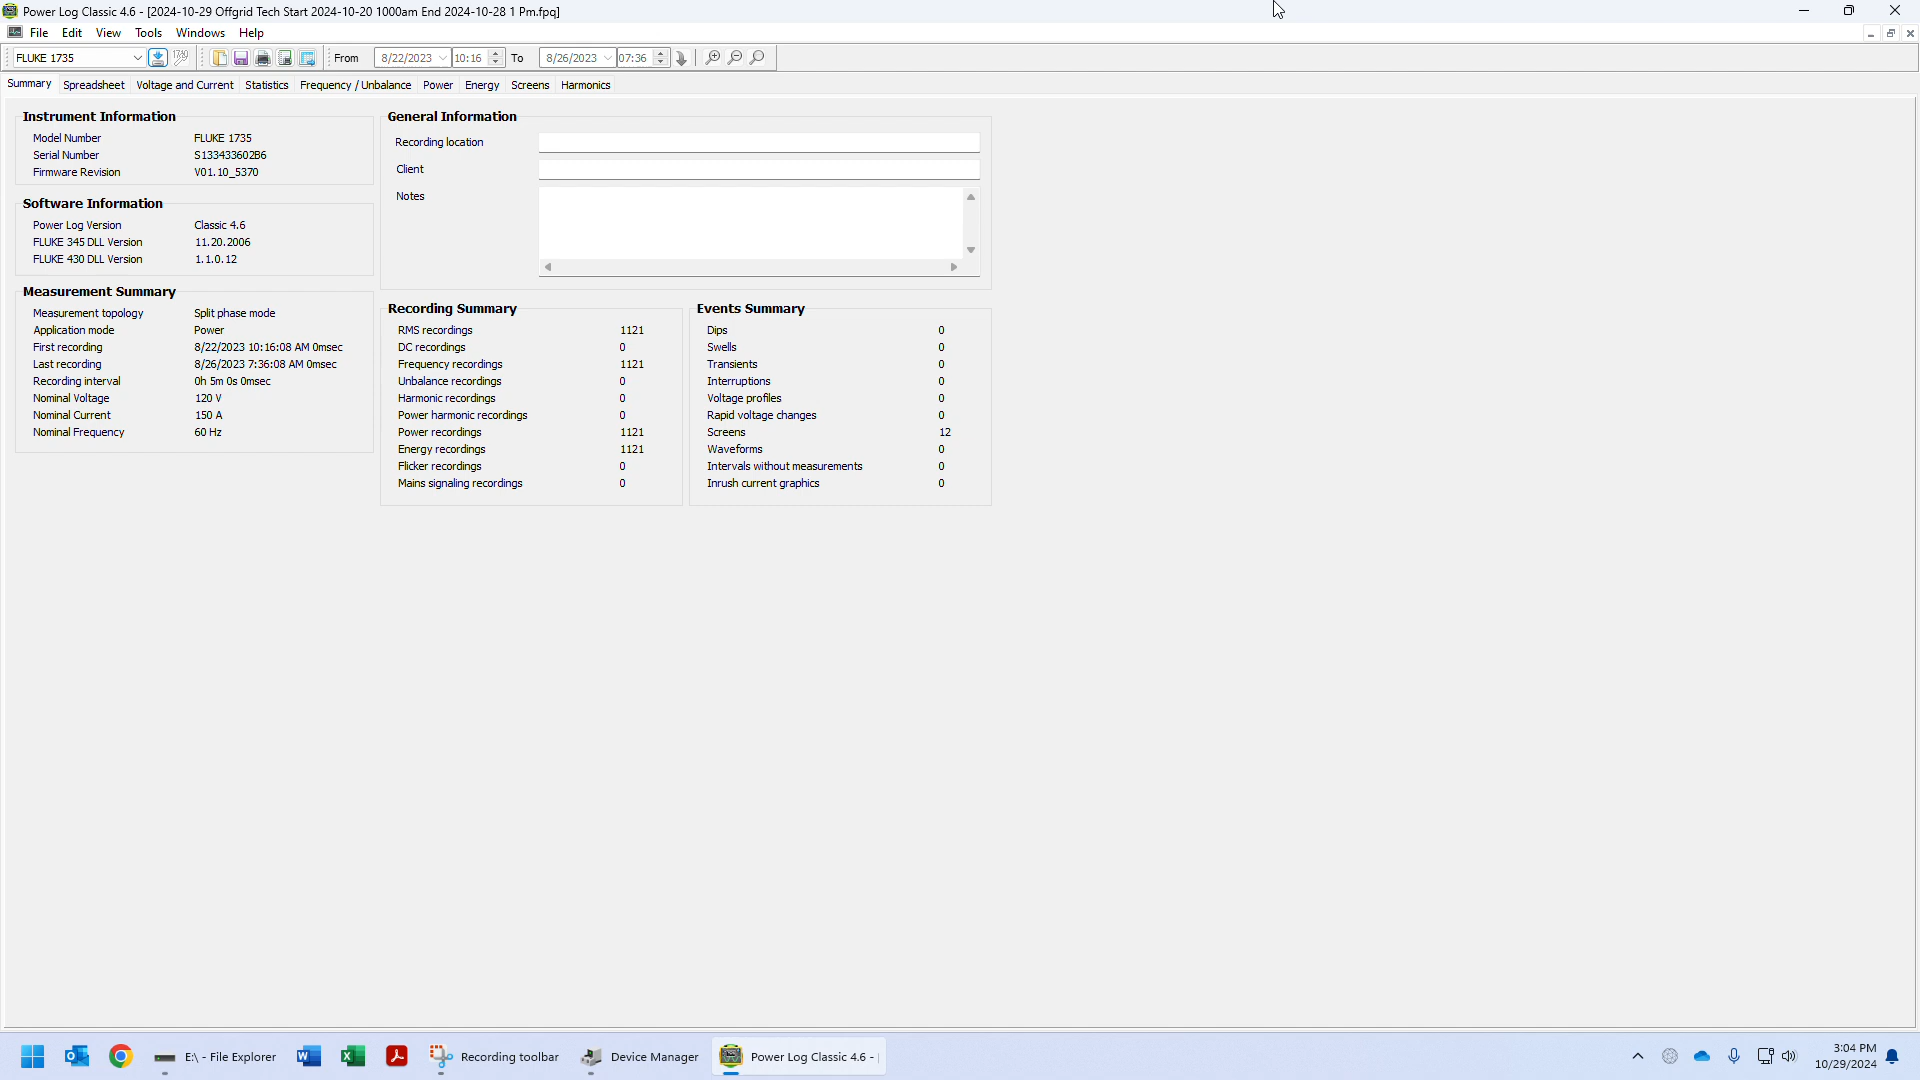 Power Log Classic 4.6 - [2024-10-29 Offgrid Tech Start 2024-10-20 1000am End 2024-10-28 1 Pm.fpq]
File Edit View Tools Windows Help
FLUKE 1735 From 8/22/2023 10:16 To 8/26/2023 07:36
Summary Spreadsheet Voltage and Current Statistics Frequency / Unbalance Power Energy Screens Harmonics
Instrument Information
Model Number FLUKE 1735
Serial Number S133433602B6
Firmware Revision V01.10_5370
Software Information
Power Log Version Classic 4.6
FLUKE 345 DLL Version 11.20.2006
FLUKE 430 DLL Version 1.1.0.12
Measurement Summary
Measurement topology Split phase mode
Application mode Power
First recording 8/22/2023 10:16:08 AM 0msec
Last recording 8/26/2023 7:36:08 AM 0msec
Recording interval 0h 5m 0s 0msec
Nominal Voltage 120 V
Nominal Current 150 A
Nominal Frequency 60 Hz
General Information
Recording location
Client
Notes
Recording Summary
RMS recordings 1121
DC recordings 0
Frequency recordings 1121
Unbalance recordings 0
Harmonic recordings 0
Power harmonic recordings 0
Power recordings 1121
Energy recordings 1121
Flicker recordings 0
Mains signaling recordings 0
Events Summary
Dips 0
Swells 0
Transients 0
Interruptions 0
Voltage profiles 0
Rapid voltage changes 0
Screens 12
Waveforms 0
Intervals without measurements 0
Inrush current graphics 0
E:\ - File Explorer Recording toolbar Device Manager Power Log Classic 4.6 -
3:04 PM
10/29/2024